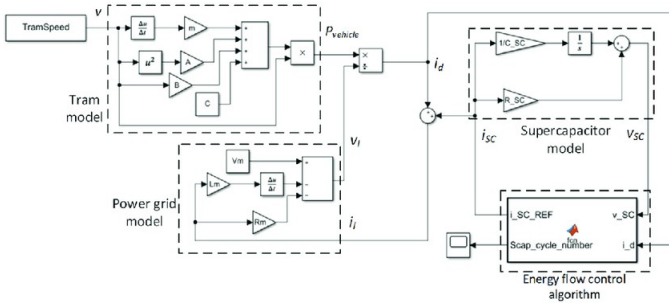 TramSpeed
v
Δu
Δt
m
u²
A
B
C
+
+
+
+
×
P_vehicle
×
÷
i_d
Tram
model
v_l
Vm
Lm
Δu
Δt
Rm
+
−
−
Power grid
model
i_i
1/C_SC
1
s
R_SC
i_SC
Supercapacitor
model
v_SC
i_SC_REF
Scap_cycle_number
fcn
v_SC
i_d
Energy flow control
algorithm